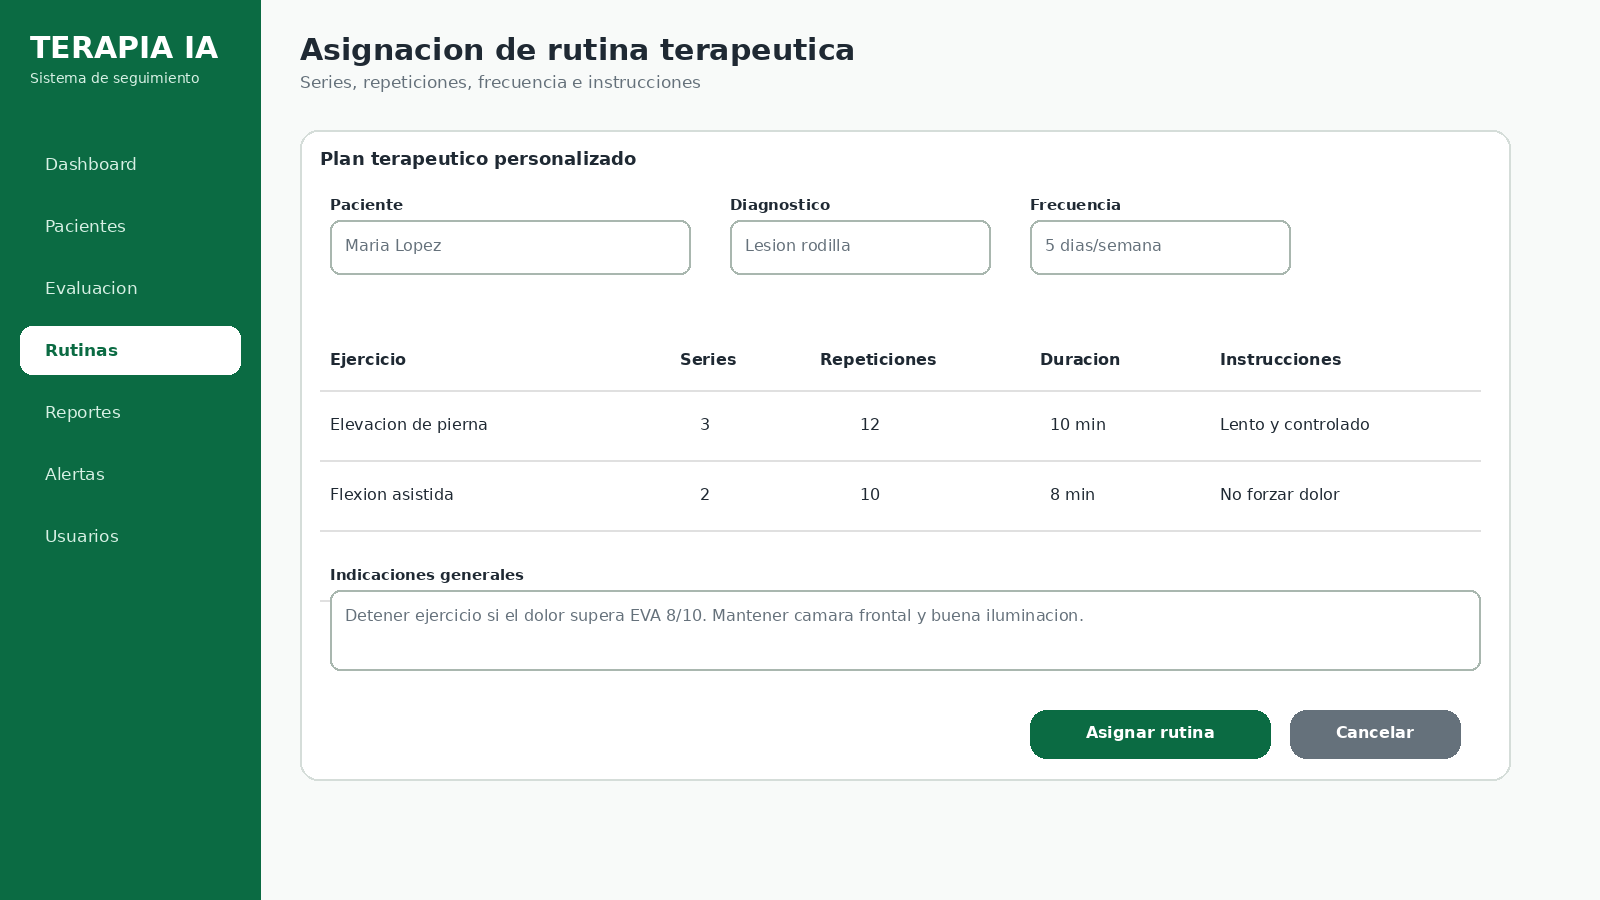 TERAPIA IA
Sistema de seguimiento
Dashboard
Pacientes
Evaluacion
Rutinas
Reportes
Alertas
Usuarios
Asignacion de rutina terapeutica
Series, repeticiones, frecuencia e instrucciones
Plan terapeutico personalizado
Paciente Diagnostico Frecuencia
Maria Lopez Lesion rodilla 5 dias/semana
Ejercicio Series Repeticiones Duracion Instrucciones
Elevacion de pierna 3 12 10 min Lento y controlado
Flexion asistida 2 10 8 min No forzar dolor
Indicaciones generales
Detener ejercicio si el dolor supera EVA 8/10. Mantener camara frontal y buena iluminacion.
Asignar rutina Cancelar